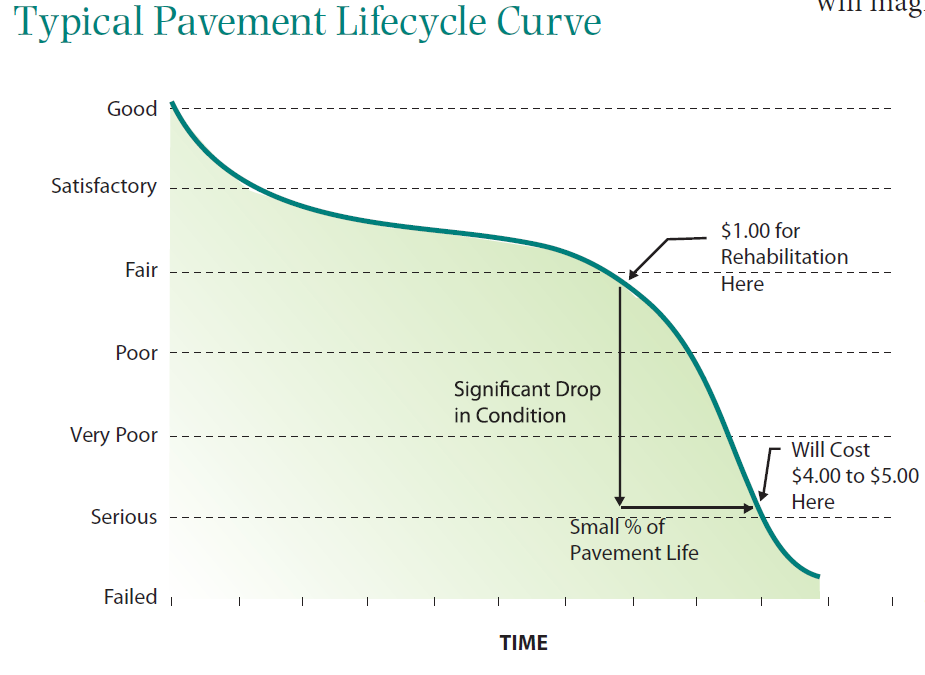 Typical Pavement Lifecycle Curve
will
Good
Satisfactory
Fair
Poor
Very Poor
Serious
Failed
$1.00 for
Rehabilitation
Here
Significant Drop
in Condition
Will Cost
$4.00 to $5.00
Here
Small % of
Pavement Life
TIME